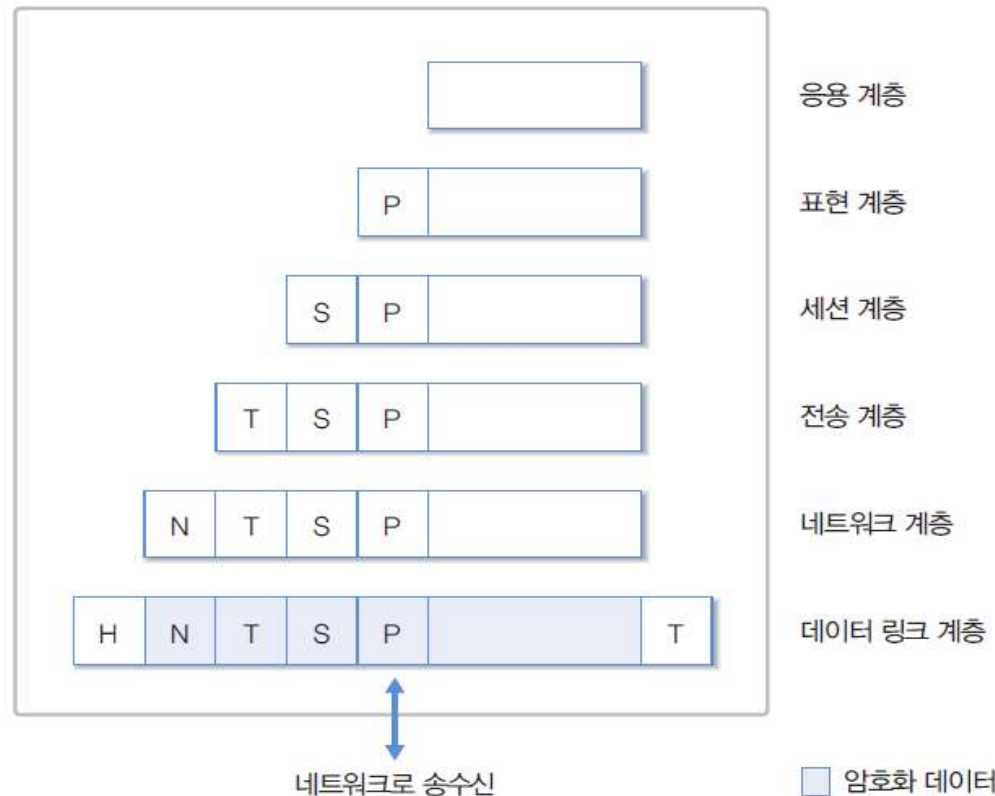 응용 계층
P 표현 계층
S P 세션 계층
T S P 전송 계층
N T S P 네트워크 계층
H N T S P T 데이터 링크 계층
네트워크로 송수신 암호화 데이터